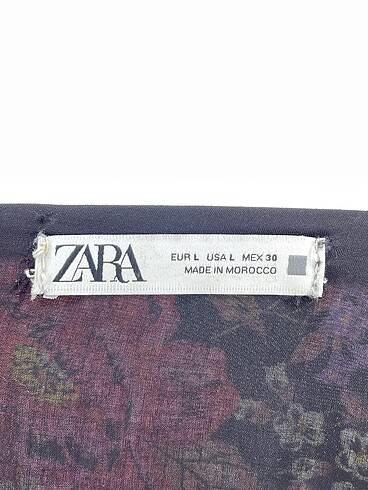 ZARA
EUR L USA L MEX 30
MADE IN MOROCCO